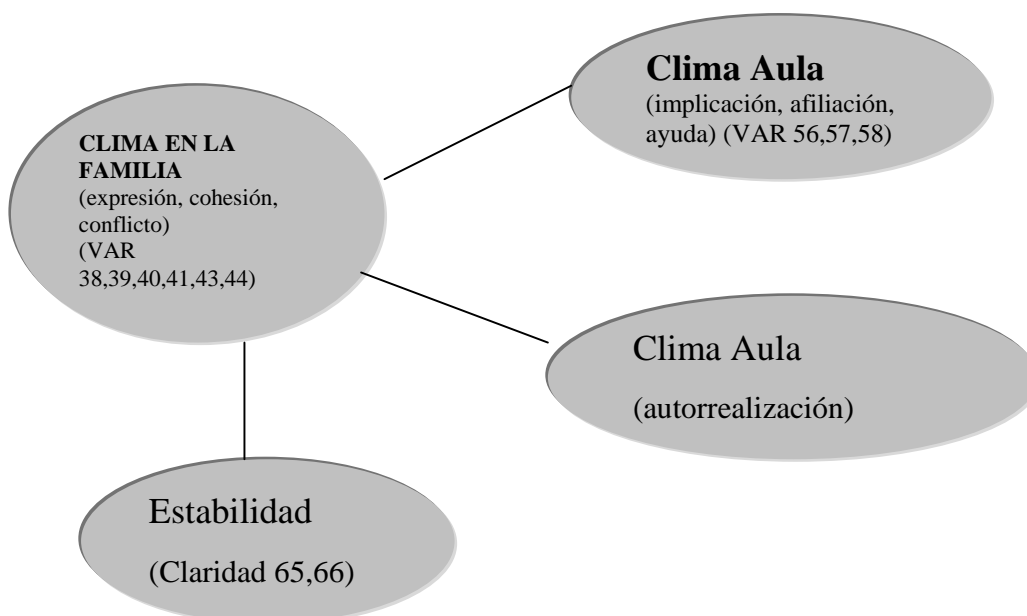 CLIMA EN LA
FAMILIA
(expresión, cohesión,
conflicto)
(VAR
38,39,40,41,43,44)
Clima Aula
(implicación, afiliación,
ayuda) (VAR 56,57,58)
Clima Aula
(autorrealización)
Estabilidad
(Claridad 65,66)